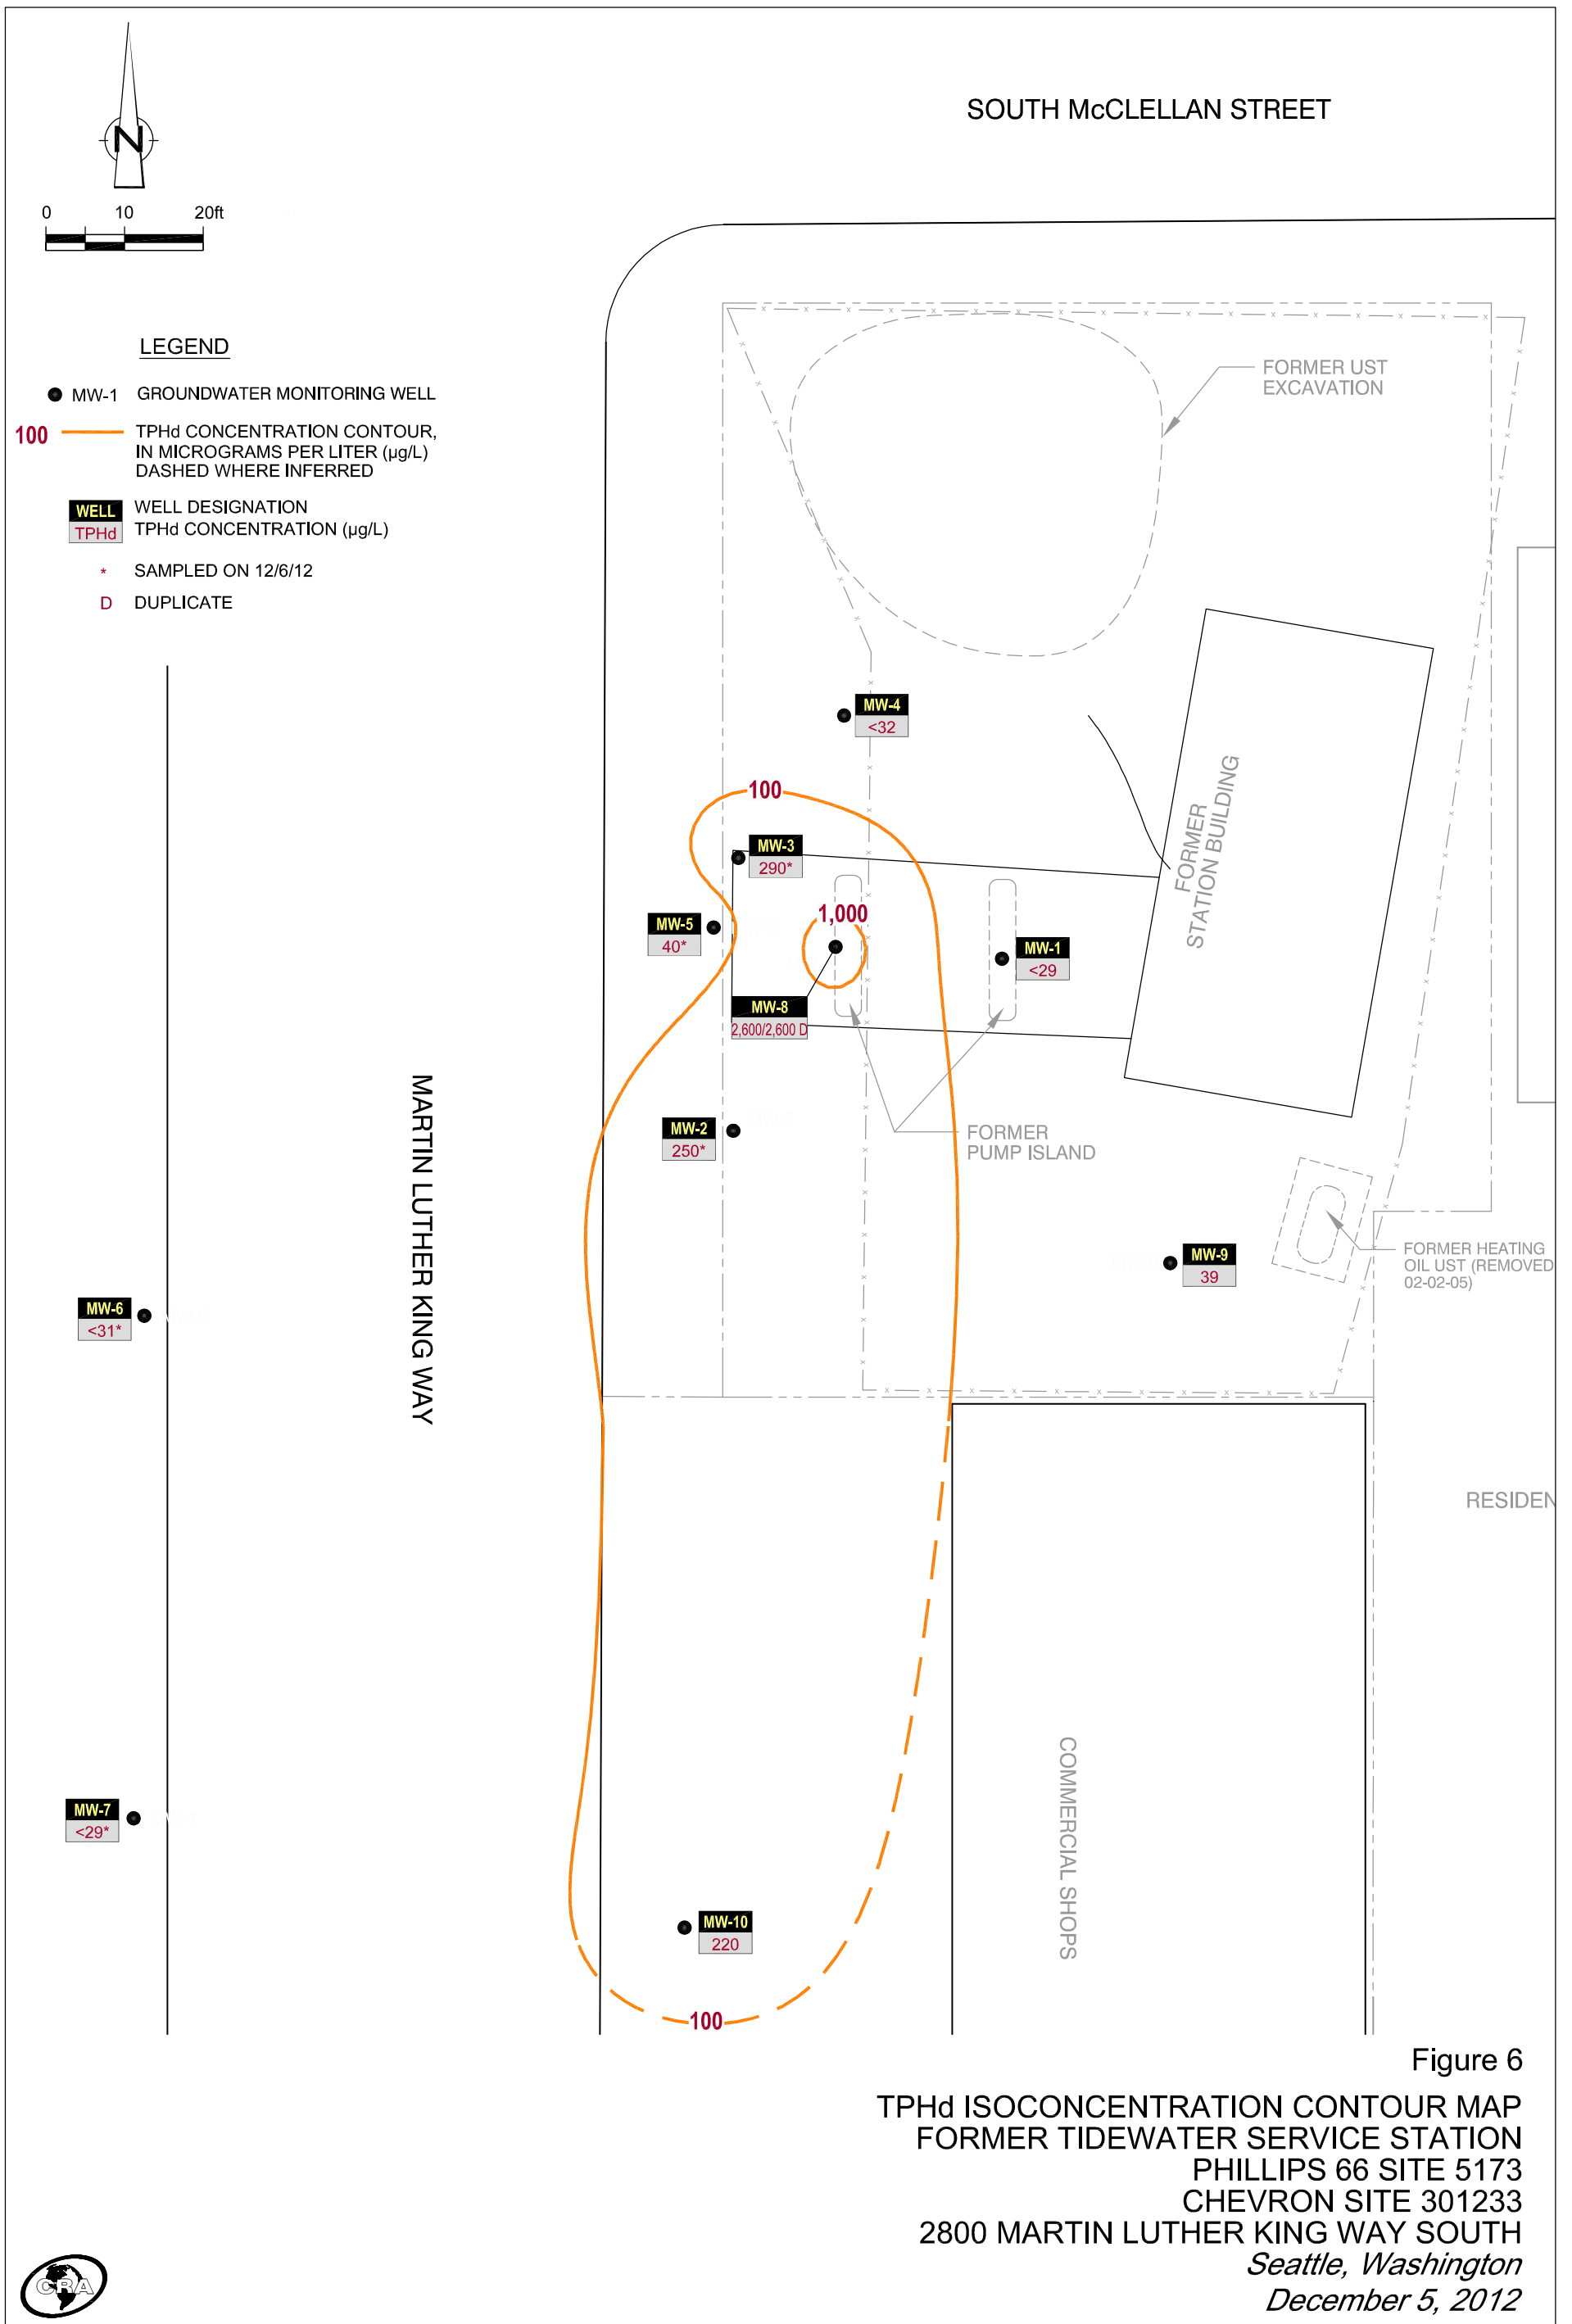 N
SOUTH McCLELLAN STREET
0 10 20ft
LEGEND
MW-1 GROUNDWATER MONITORING WELL
100 TPHd CONCENTRATION CONTOUR,
IN MICROGRAMS PER LITER (µg/L)
DASHED WHERE INFERRED
WELL WELL DESIGNATION
TPHd TPHd CONCENTRATION (µg/L)
* SAMPLED ON 12/6/12
D DUPLICATE
FORMER UST
EXCAVATION
MW-4
<32
100
MW-3
290*
FORMER
STATION BUILDING
1,000
MW-5
40*
MW-1
<29
MW-8
2,600/2,600 D
MARTIN LUTHER KING WAY
MW-2
250*
FORMER
PUMP ISLAND
MW-9
39
FORMER HEATING
OIL UST (REMOVED
02-02-05)
MW-6
<31*
RESIDEN
COMMERCIAL SHOPS
MW-7
<29*
MW-10
220
100
Figure 6
TPHd ISOCONCENTRATION CONTOUR MAP
FORMER TIDEWATER SERVICE STATION
PHILLIPS 66 SITE 5173
CHEVRON SITE 301233
2800 MARTIN LUTHER KING WAY SOUTH
Seattle, Washington
December 5, 2012
CRA